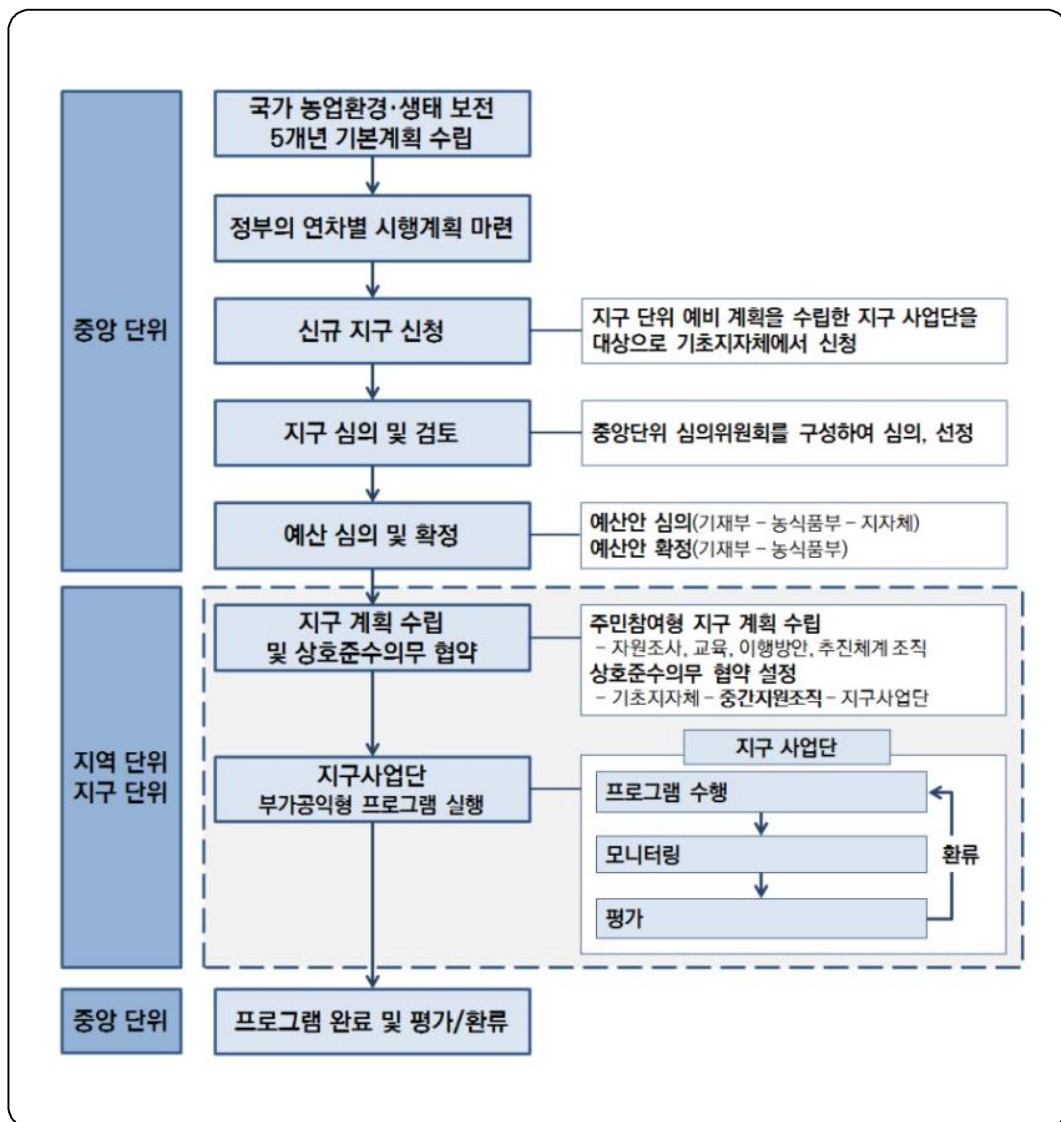 중앙 단위
국가 농업환경·생태 보전
5개년 기본계획 수립
정부의 연차별 시행계획 마련
신규 지구 신청
지구 단위 예비 계획을 수립한 지구 사업단을
대상으로 기초지자체에서 신청
지구 심의 및 검토
중앙단위 심의위원회를 구성하여 심의, 선정
예산 심의 및 확정
예산안 심의(기재부 – 농식품부 – 지자체)
예산안 확정(기재부 – 농식품부)
지역 단위
지구 단위
지구 계획 수립
및 상호준수의무 협약
주민참여형 지구 계획 수립
– 자원조사, 교육, 이행방안, 추진체계 조직
상호준수의무 협약 설정
– 기초지자체 – 중간지원조직 – 지구사업단
지구사업단
부가공익형 프로그램 실행
지구 사업단
프로그램 수행
모니터링
평가
환류
중앙 단위
프로그램 완료 및 평가/환류